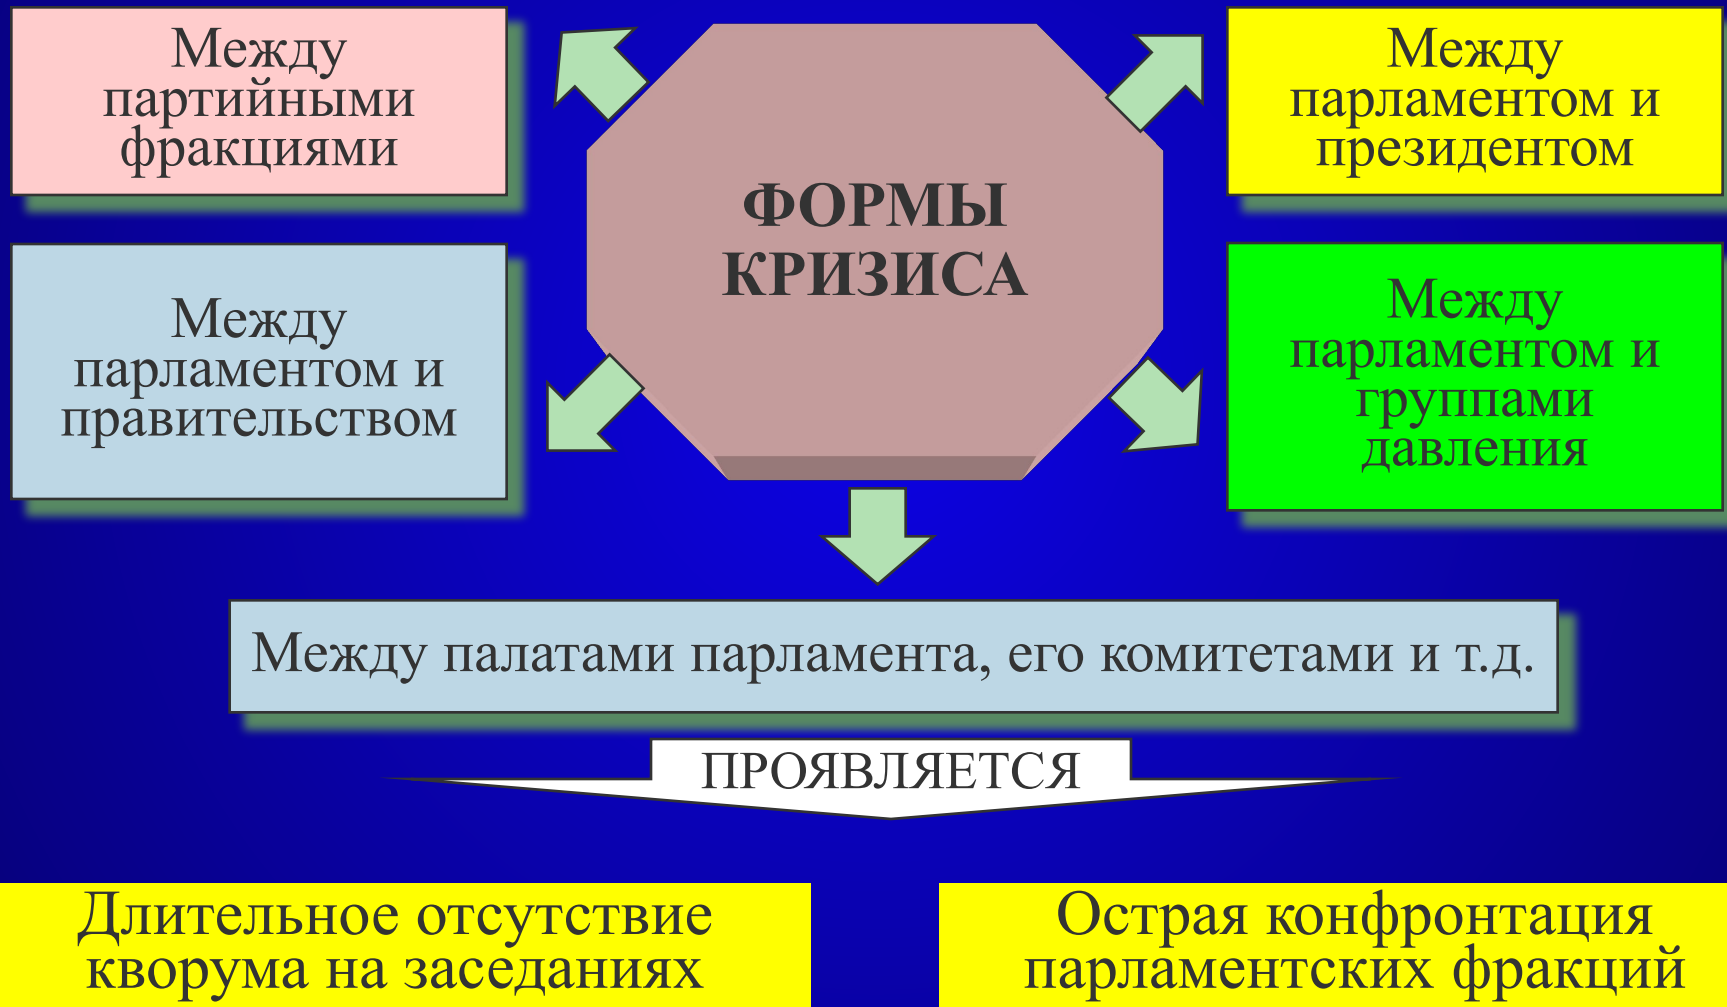 Между
партийными
фракциями
ФОРМЫ
КРИЗИСА
Между
парламентом и
президентом
Между
парламентом и
правительством
Между
парламентом и
группами
давления
Между палатами парламента, его комитетами и т.д.
ПРОЯВЛЯЕТСЯ
Длительное отсутствие
кворума на заседаниях
Острая конфронтация
парламентских фракций